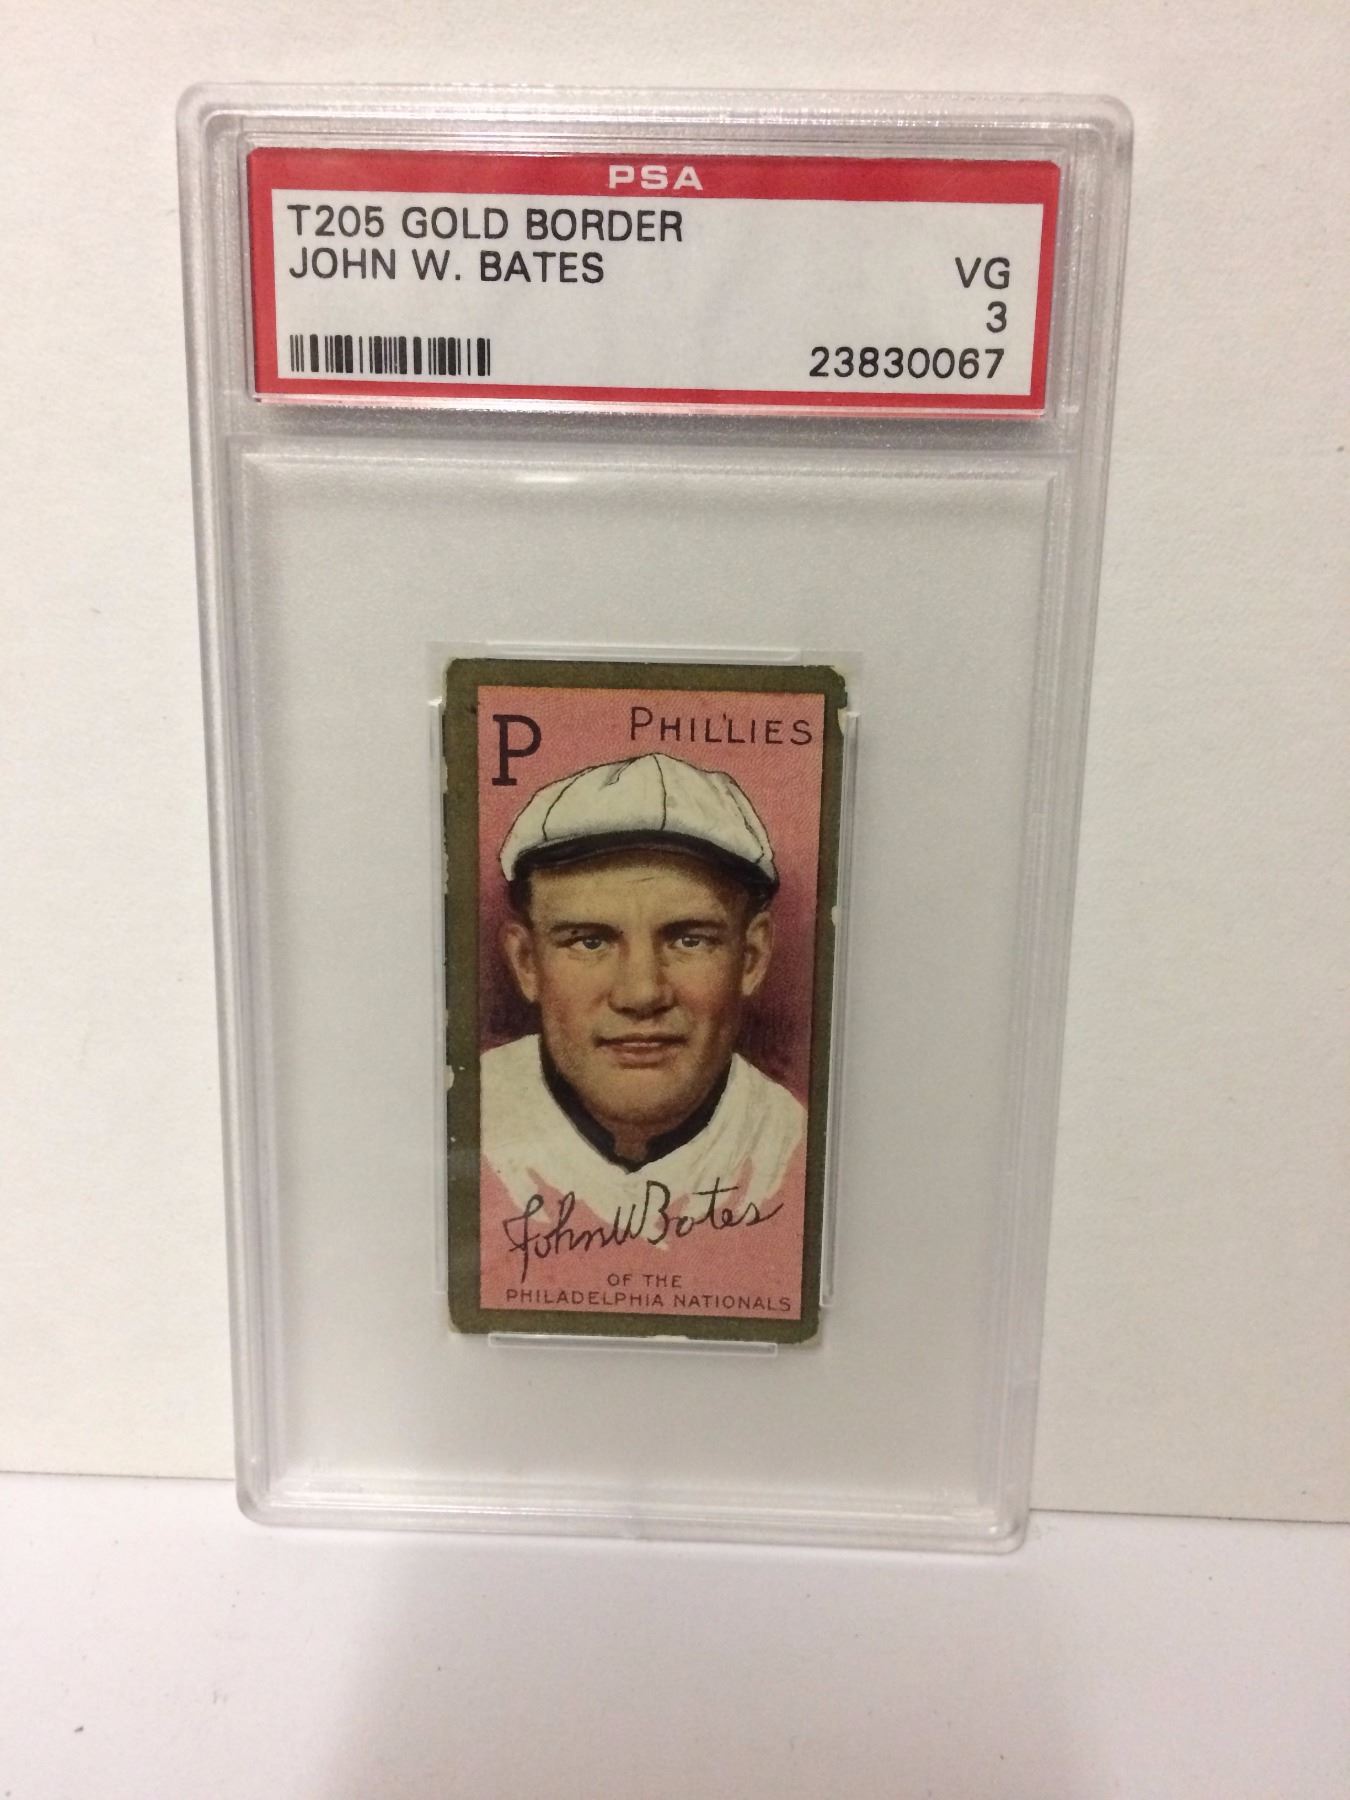 PSA
T205 GOLD BORDER
JOHN W. BATES
VG
3
23830067
P
PHILLIES
John W Bates
OF THE
PHILADELPHIA NATIONALS